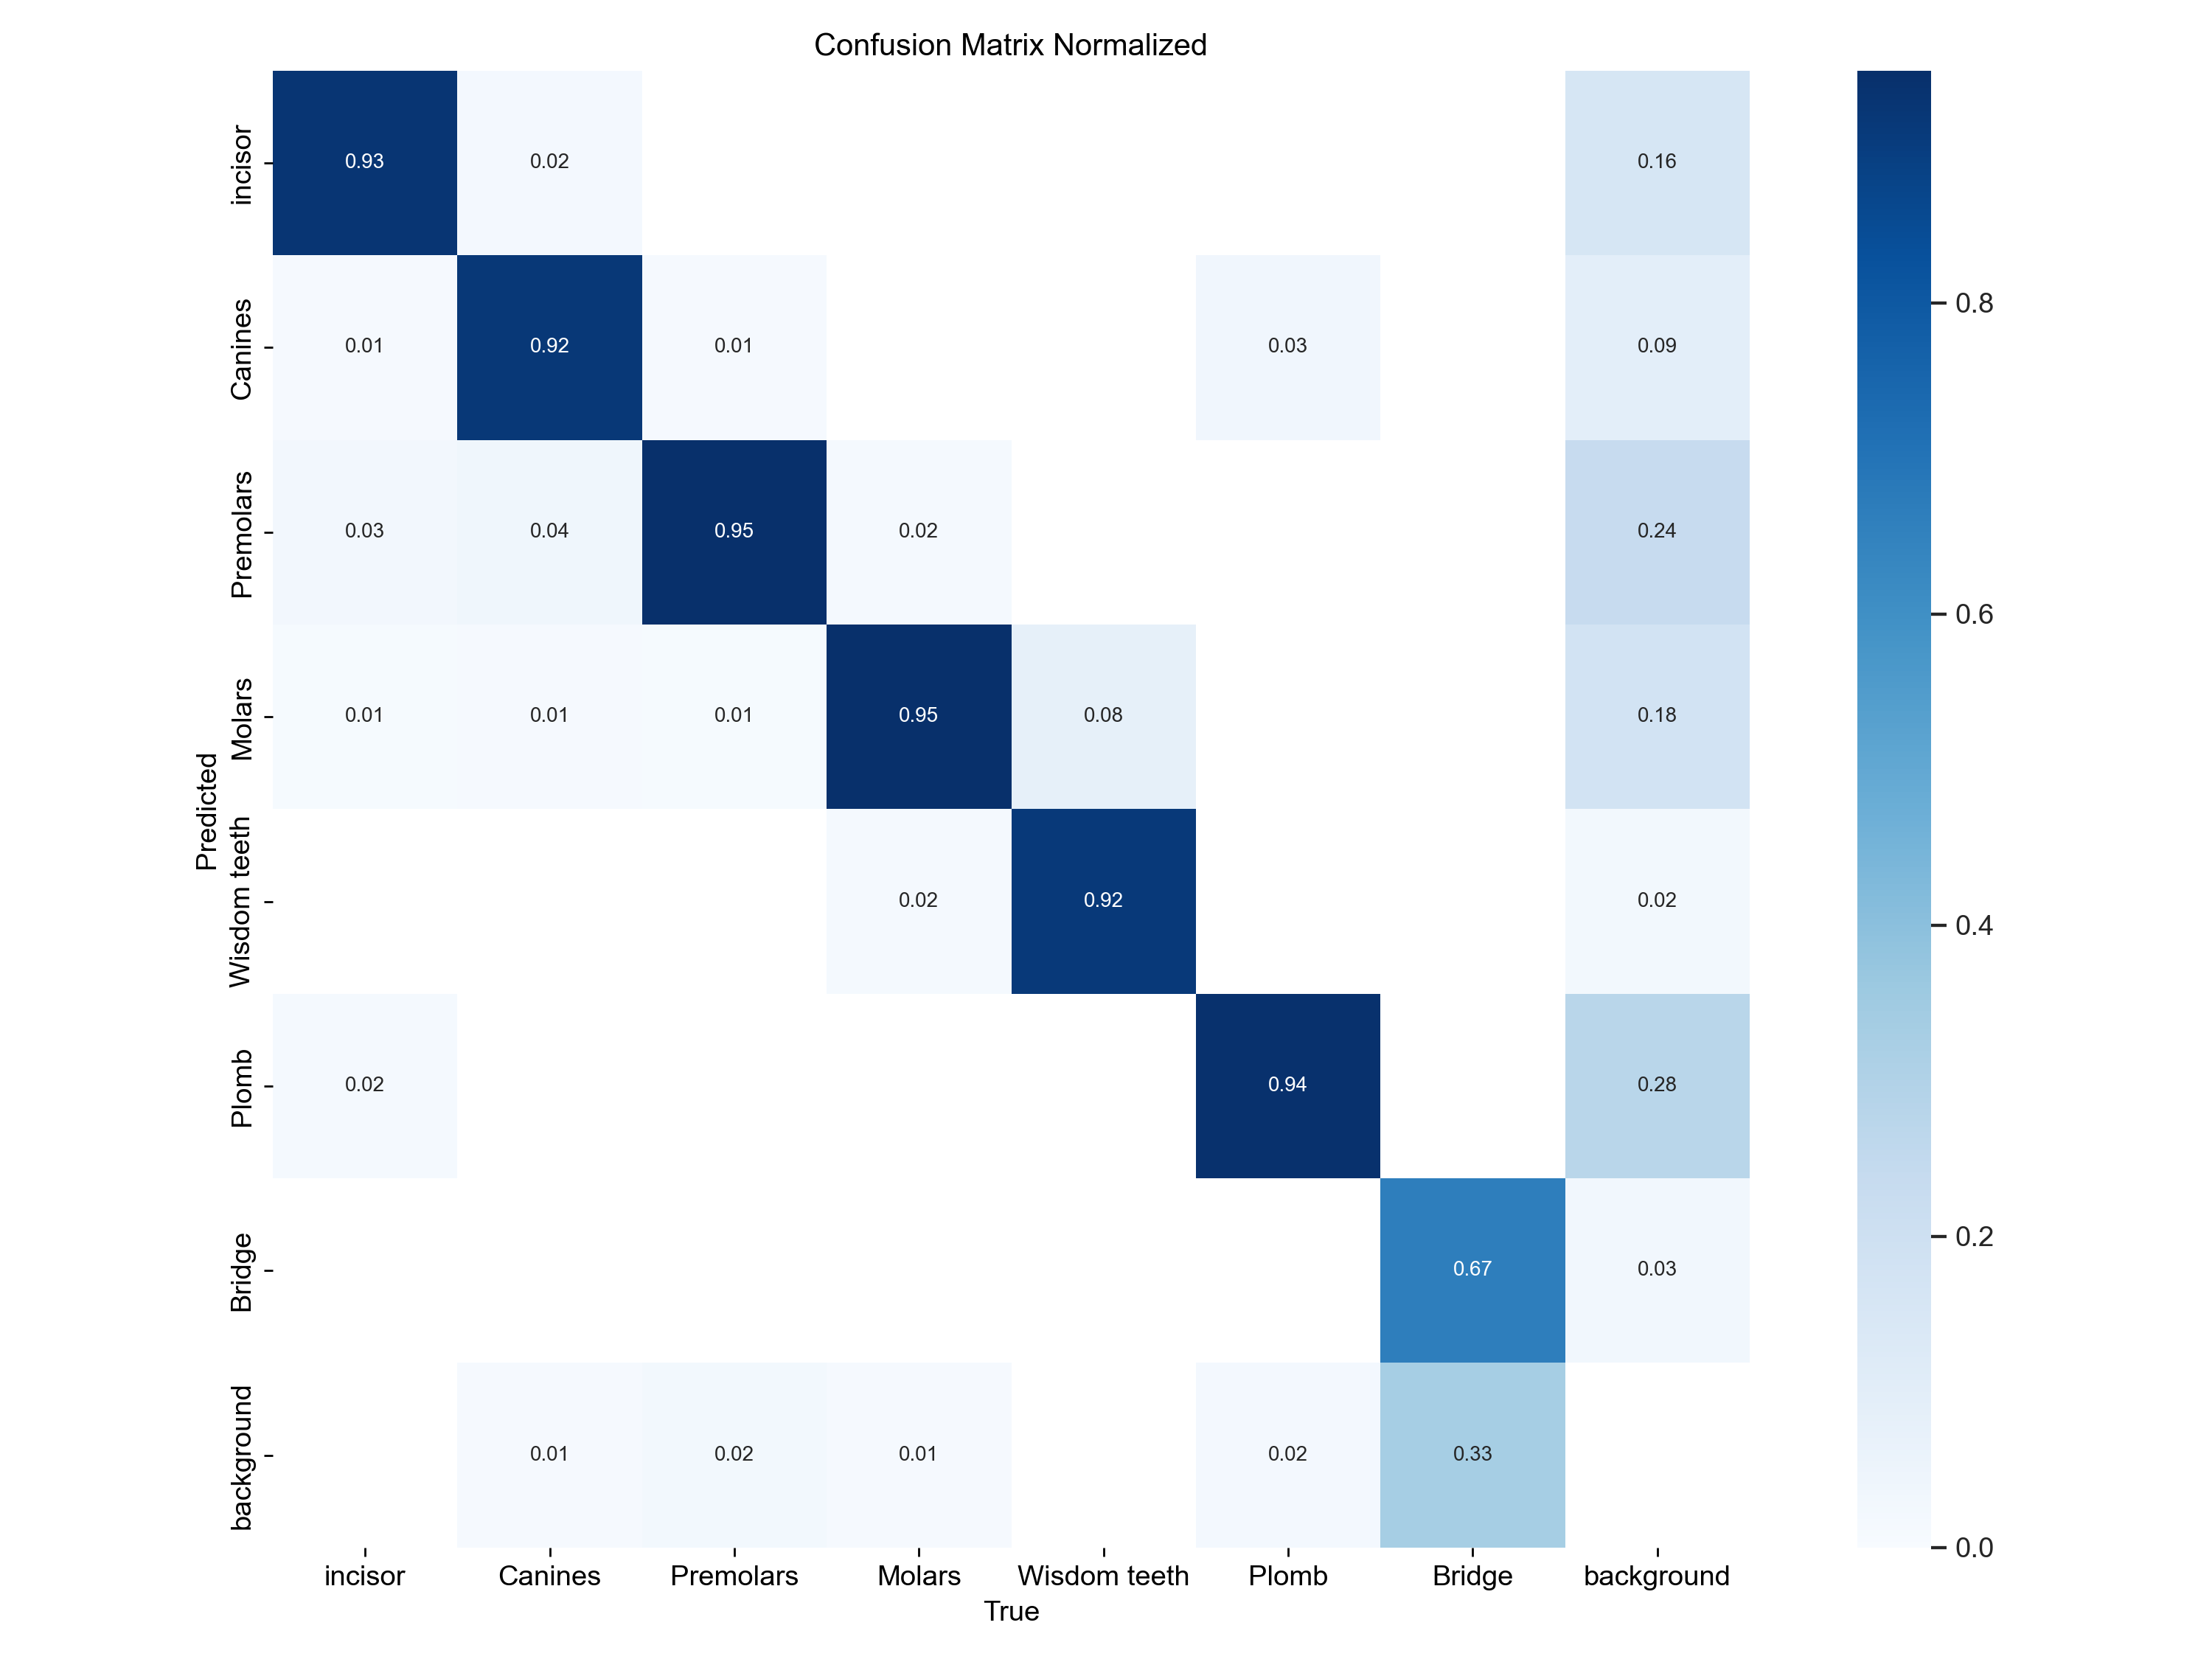 Confusion Matrix Normalized
incisor 0.93 0.02 0.16
Canines 0.01 0.92 0.01 0.03 0.09
Premolars 0.03 0.04 0.95 0.02 0.24
Molars 0.01 0.01 0.01 0.95 0.08 0.18
Wisdom teeth 0.02 0.92 0.02
Plomb 0.02 0.94 0.28
Bridge 0.67 0.03
background 0.01 0.02 0.01 0.02 0.33
Predicted
incisor Canines Premolars Molars Wisdom teeth Plomb Bridge background
True
0.8
0.6
0.4
0.2
0.0